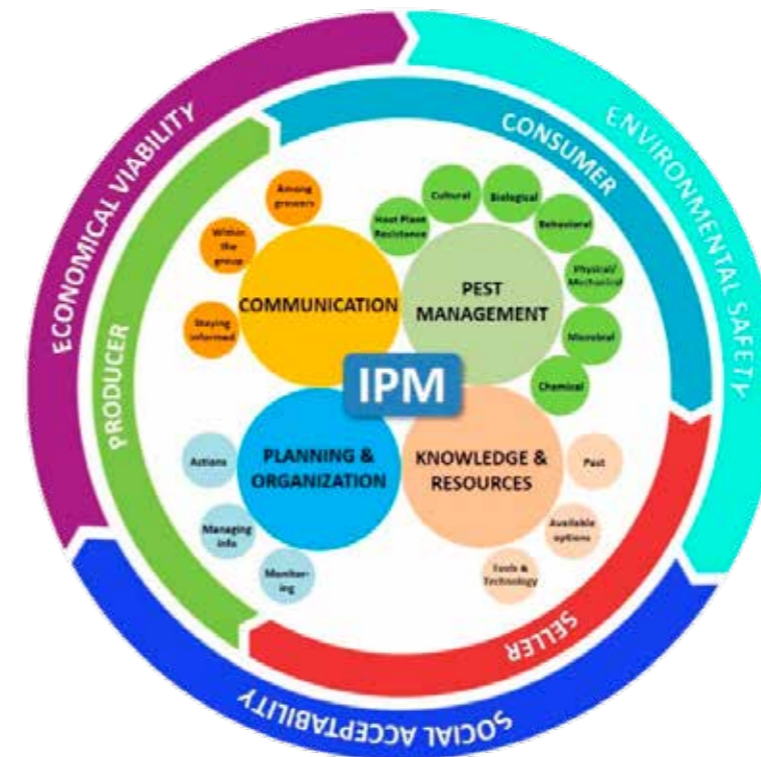 ECONOMICAL VIABILITY
ENVIRONMENTAL SAFETY
SOCIAL ACCEPTABILITY
PRODUCER
CONSUMER
SELLER
Among
growers
Within
the
group
Staying
informed
COMMUNICATION
Host Plant
Resistance
Cultural
Biological
Behavioral
Physical/
Mechanical
Microbial
Chemical
PEST
MANAGEMENT
IPM
PLANNING &
ORGANIZATION
Actions
Managing
info
Monitor-
ing
KNOWLEDGE &
RESOURCES
Available
options
Tools &
Technology